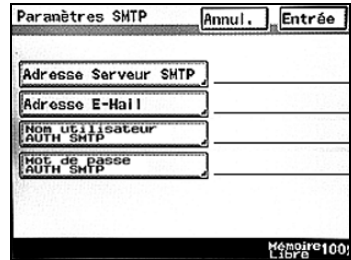 Paramètres SMTP
Annul.
Entrée
Adresse Serveur SMTP
Adresse E-Mail
Nom utilisateur
AUTH SMTP
Mot de passe
AUTH SMTP
Mémoire
Libre 100%